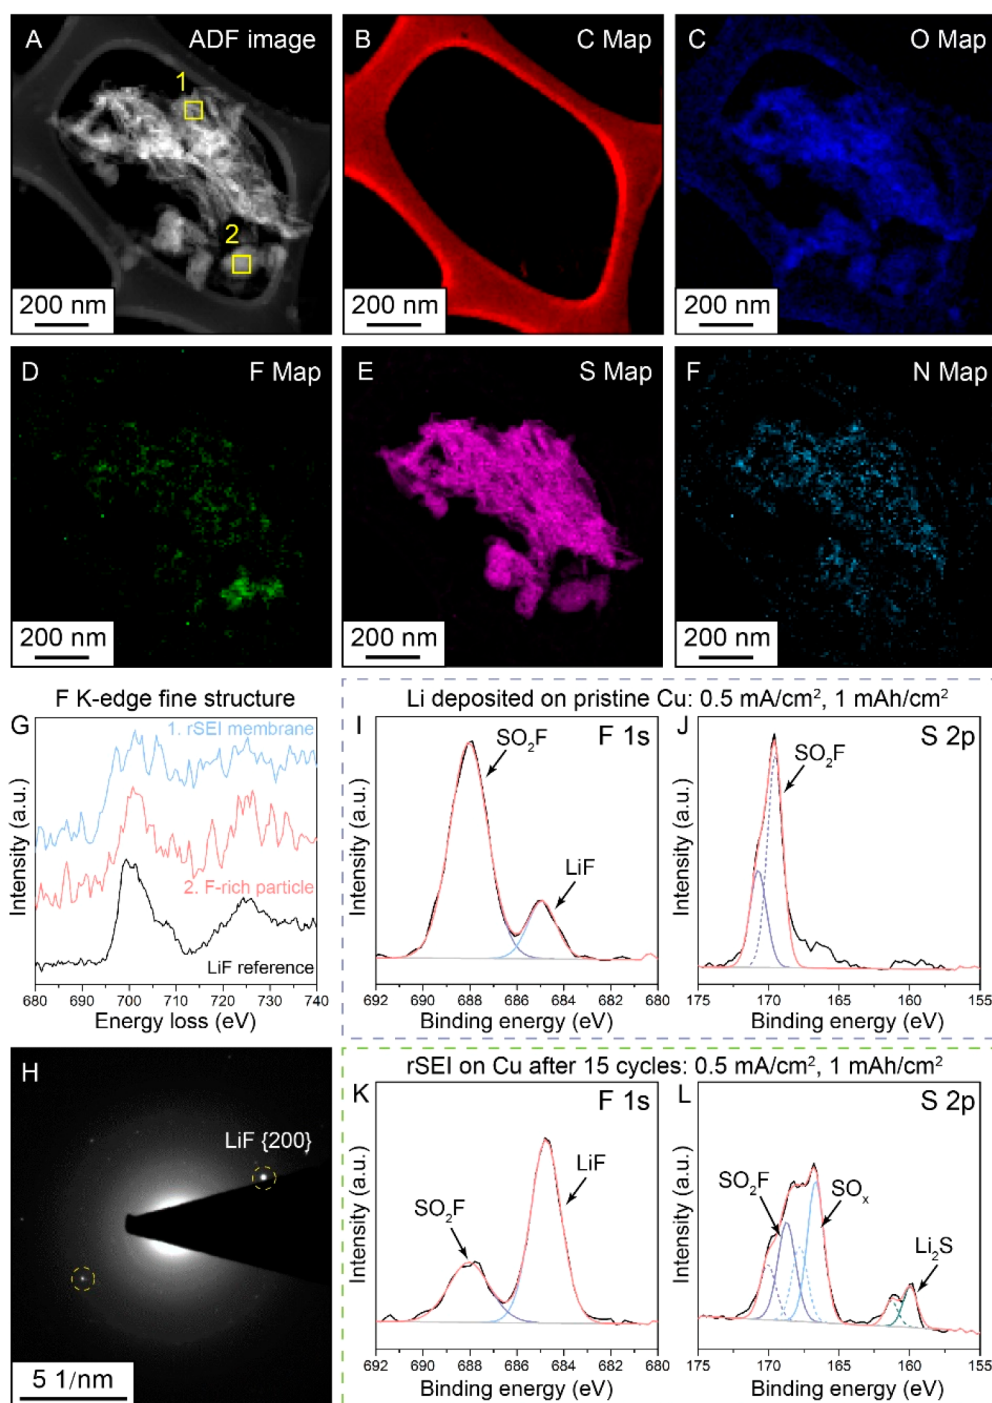 A ADF image
1
2
200 nm
B C Map
C O Map
200 nm
200 nm
D F Map
E S Map
F N Map
200 nm
200 nm
200 nm
F K-edge fine structure
G
1. rSEI membrane
2. F-rich particle
LiF reference
Intensity (a.u.)
680 690 700 710 720 730 740
Energy loss (eV)
Li deposited on pristine Cu: 0.5 mA/cm², 1 mAh/cm²
I F 1s
SO₂F
LiF
Intensity (a.u.)
692 690 688 686 684 682 680
Binding energy (eV)
J S 2p
SO₂F
Intensity (a.u.)
175 170 165 160 155
Binding energy (eV)
H
LiF {200}
5 1/nm
rSEI on Cu after 15 cycles: 0.5 mA/cm², 1 mAh/cm²
K F 1s
LiF
SO₂F
Intensity (a.u.)
692 690 688 686 684 682 680
Binding energy (eV)
L S 2p
SO₂F
SOₓ
Li₂S
Intensity (a.u.)
175 170 165 160 155
Binding energy (eV)